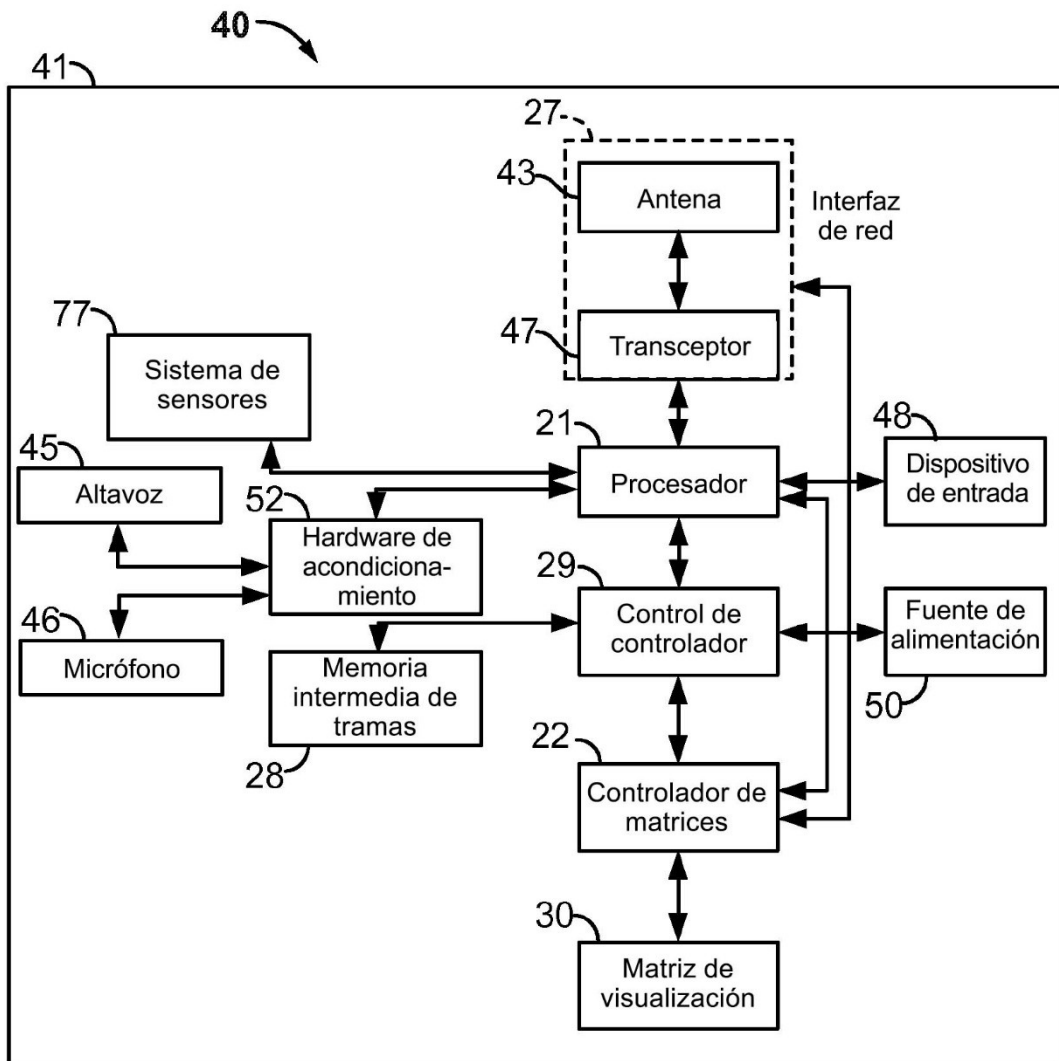 40
41
27
43
Antena
Interfaz
de red
77
47
Transceptor
Sistema de
sensores
21
48
45
Procesador
Dispositivo
de entrada
Altavoz
52
Hardware de
acondiciona-
miento
29
46
Control de
controlador
Fuente de
alimentación
Micrófono
Memoria
intermedia de
tramas
50
28
22
Controlador de
matrices
30
Matriz de
visualización